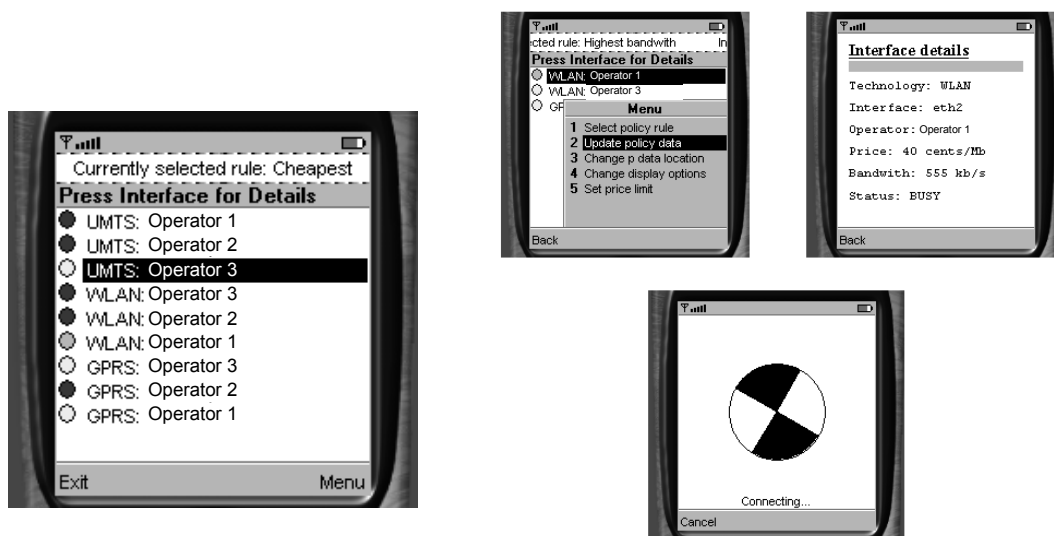 Currently selected rule: Cheapest
Press Interface for Details
UMTS: Operator 1
UMTS: Operator 2
UMTS: Operator 3
WLAN: Operator 3
WLAN: Operator 2
WLAN: Operator 1
GPRS: Operator 3
GPRS: Operator 2
GPRS: Operator 1
Exit Menu
cted rule: Highest bandwith In
Press Interface for Details
WLAN: Operator 1
WLAN: Operator 3
GP
Menu
1 Select policy rule
2 Update policy data
3 Change p data location
4 Change display options
5 Set price limit
Back
Interface details
Technology: WLAN
Interface: eth2
Operator: Operator 1
Price: 40 cents/Mb
Bandwith: 555 kb/s
Status: BUSY
Back
Connecting...
Cancel